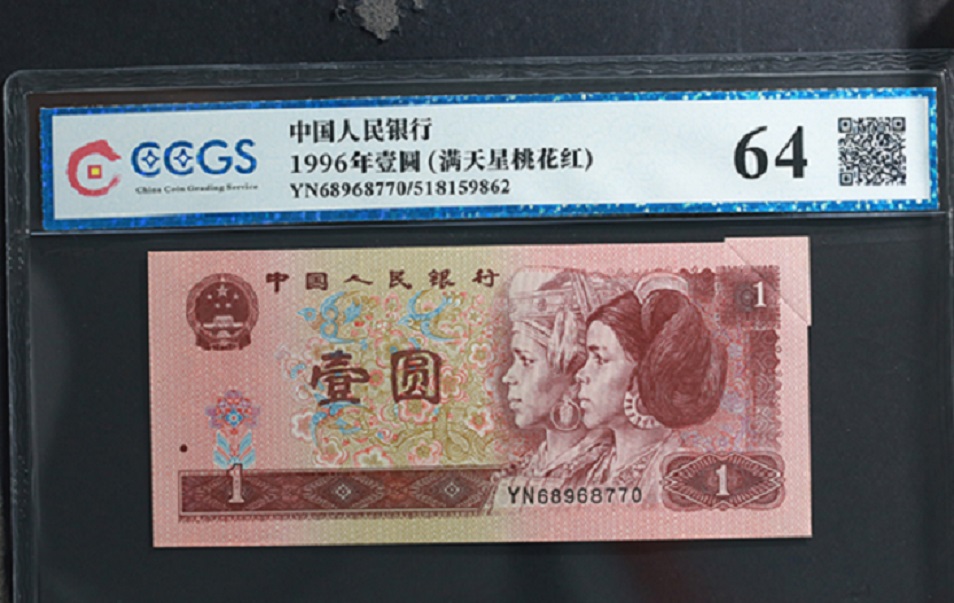 CCGS
China Coin Grading Service
中国人民银行
1996年壹圆(满天星桃花红)
YN68968770/518159862
64
中国人民銀行
1
壹圆
1
YN68968770
1